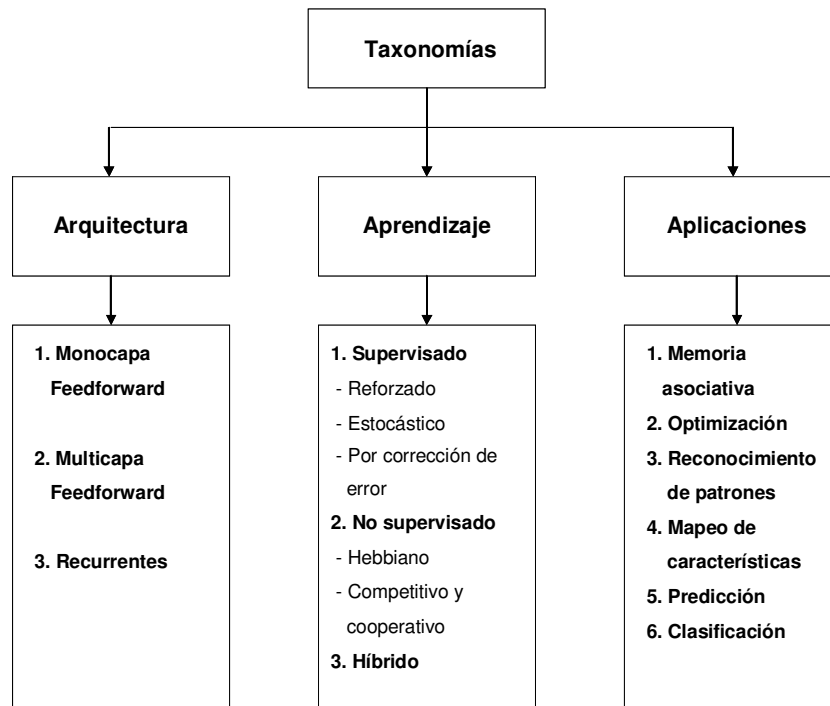 Taxonomías
Arquitectura
Aprendizaje
Aplicaciones
1. Monocapa
Feedforward
2. Multicapa
Feedforward
3. Recurrentes
1. Supervisado
- Reforzado
- Estocástico
- Por corrección de
error
2. No supervisado
- Hebbiano
- Competitivo y
cooperativo
3. Híbrido
1. Memoria
asociativa
2. Optimización
3. Reconocimiento
de patrones
4. Mapeo de
características
5. Predicción
6. Clasificación